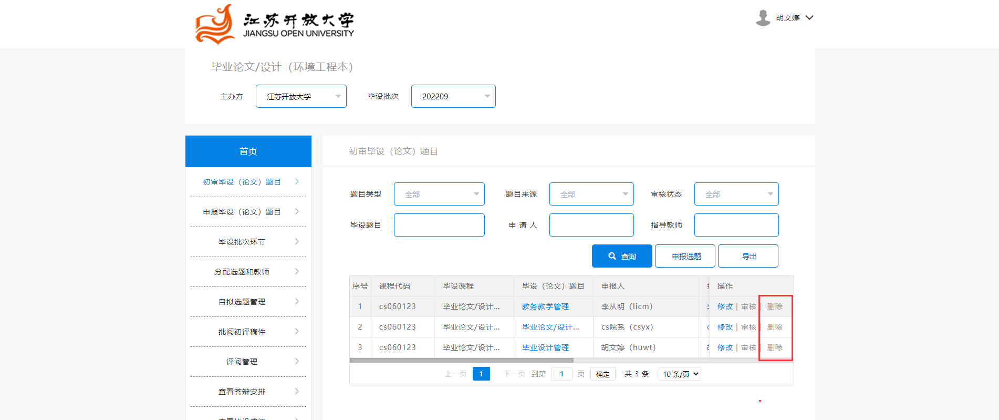 江苏开放大学
JIANGSU OPEN UNIVERSITY
胡文婷
毕业论文/设计（环境工程本）
主办方 江苏开放大学 毕设批次 202209
首页
初审毕设（论文）题目
申报毕设（论文）题目
毕设批次环节
分配选题和教师
自拟选题管理
批阅初评稿件
评阅管理
查看答辩安排
初审毕设（论文）题目
题目类型 全部 题目来源 全部 审核状态 全部
毕设题目 申 请 人 指导教师
查询 申报选题 导出
序号 课程代码 毕设课程 毕设（论文）题目 申报人 操作
1 cs060123 毕业论文/设计... 教务教学管理 李从明（licm） 修改 | 审核 | 删除
2 cs060123 毕业论文/设计... 毕业论文/设计... cs院系（csyx） 修改 | 审核 | 删除
3 cs060123 毕业论文/设计... 毕业设计管理 胡文婷（huwt） 修改 | 审核 | 删除
上一页 1 下一页 到第 1 页 确定 共 3 条 10 条/页